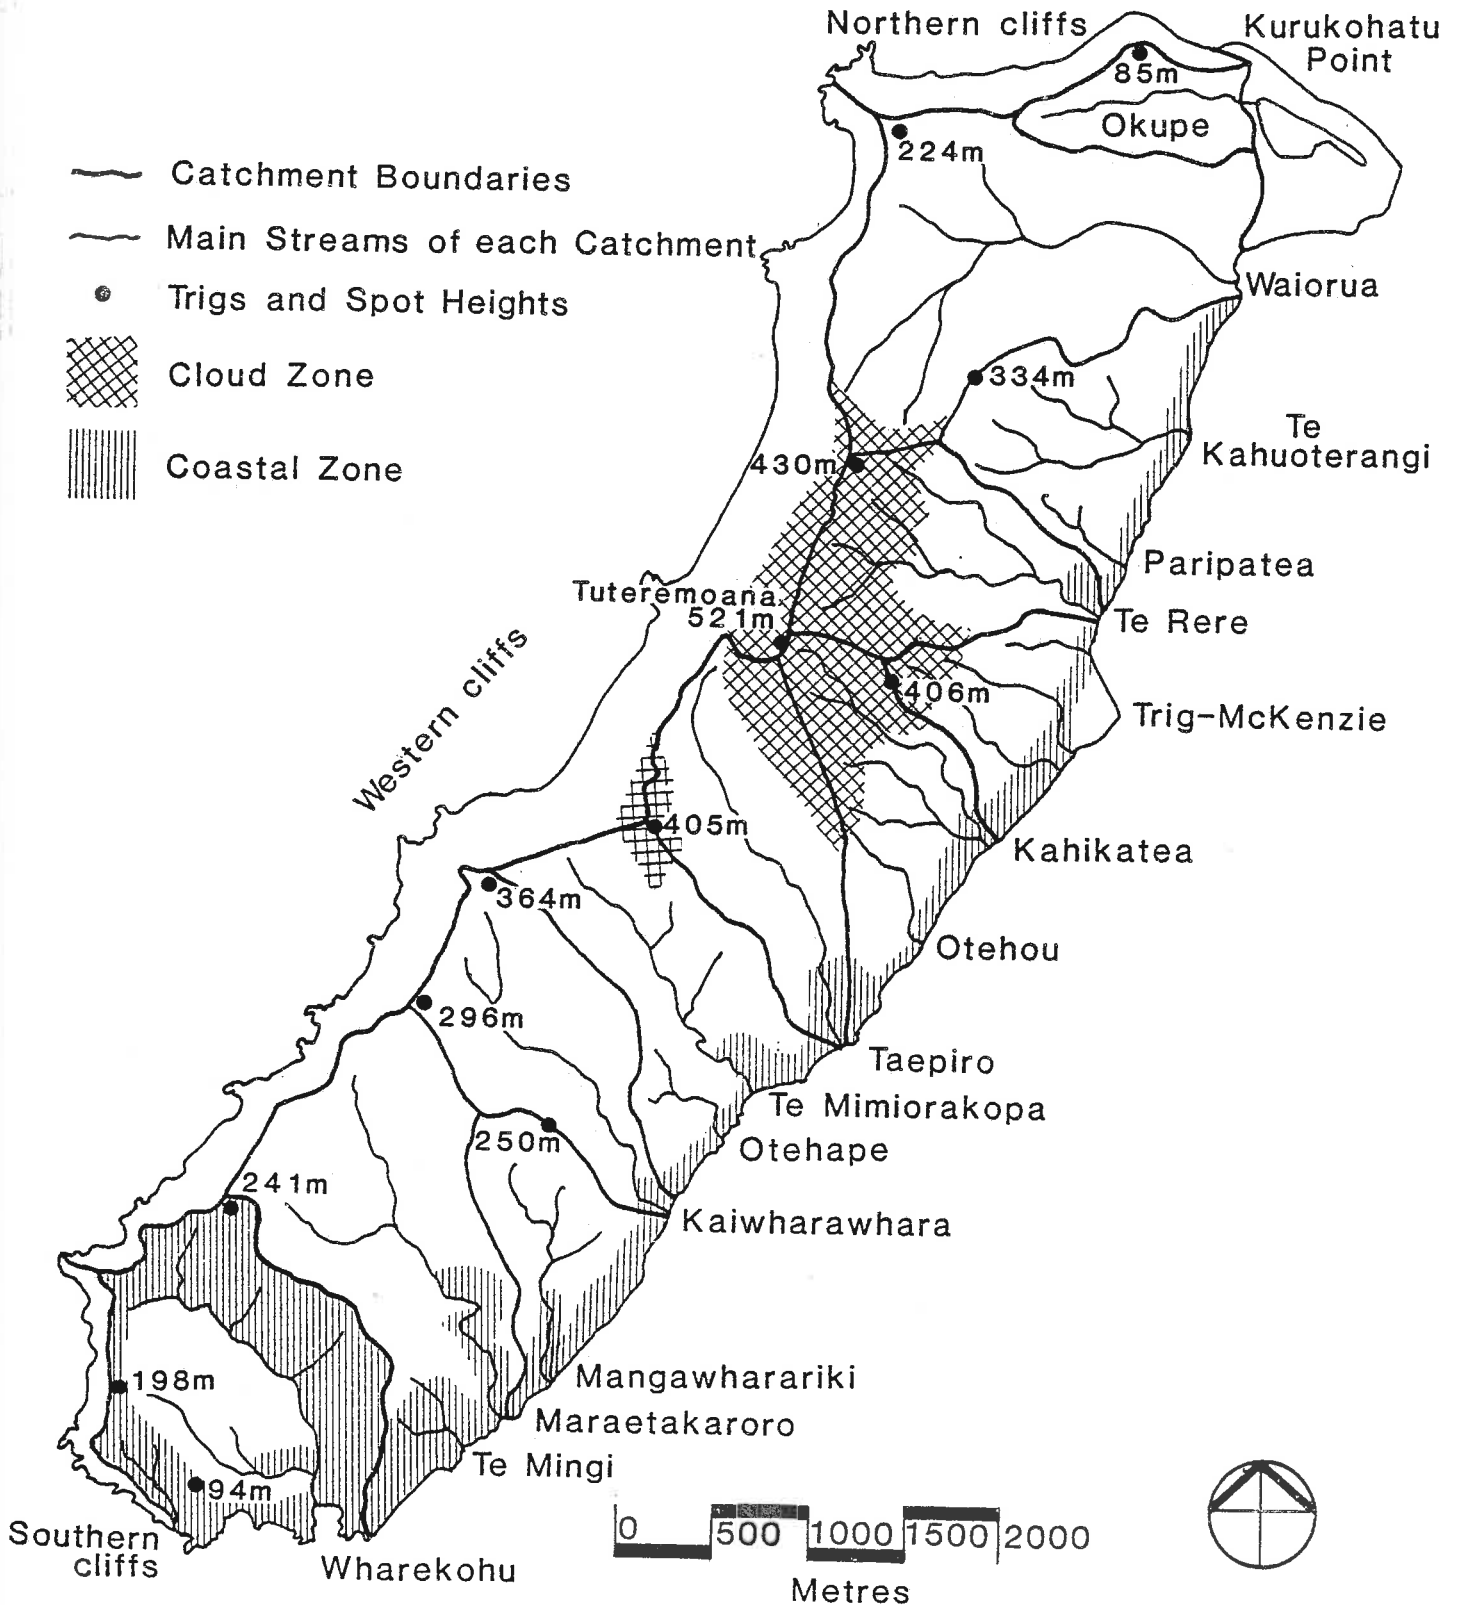 Northern cliffs
Kurukohatu
Point
85m
Okupe
224m
Catchment Boundaries
Main Streams of each Catchment
Trigs and Spot Heights
Cloud Zone
Coastal Zone
Waiorua
334m
Te
Kahuoterangi
430m
Paripatea
Tuteremoana
521m
Te Rere
Western cliffs
406m
Trig-McKenzie
405m
Kahikatea
364m
Otehou
296m
Taepiro
Te Mimiorakopa
250m
Otehape
241m
Kaiwharawhara
198m
Mangawharariki
Maraetakaroro
Te Mingi
94m
Southern
cliffs
Wharekohu
0 500 1000 1500 2000
Metres